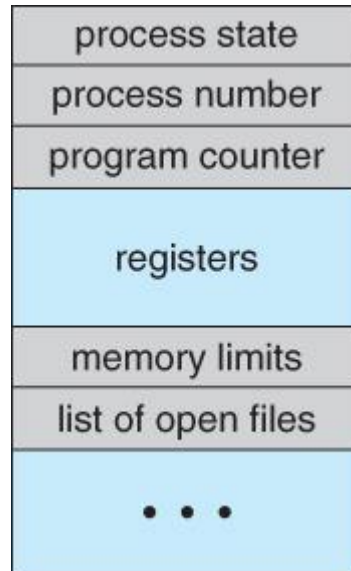 process state
process number
program counter
registers
memory limits
list of open files
• • •